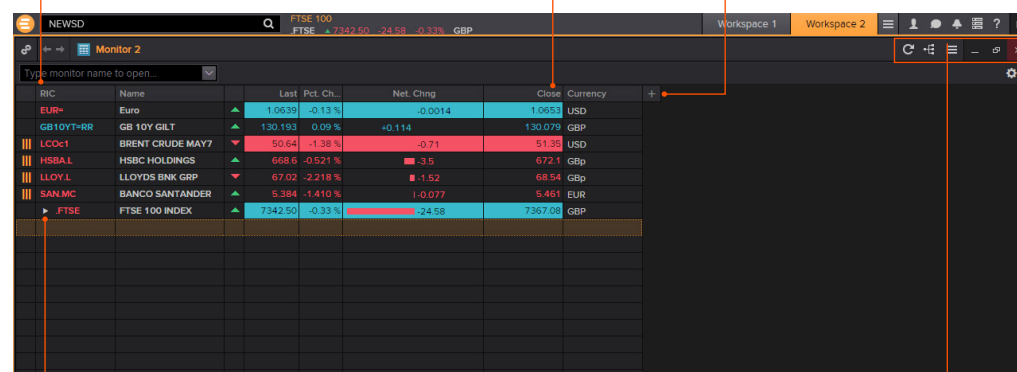 NEWSD
FTSE 100
.FTSE 7342.50 -24.58 -0.33% GBP
Workspace 1
Workspace 2
?
Monitor 2
Type monitor name to open...
RIC Name Last Pct. Ch... Net. Chng Close Currency +
EUR= Euro 1.0639 -0.13 % -0.0014 1.0653 USD
GB10YT=RR GB 10Y GILT 130.193 0.09 % +0.114 130.079 GBP
LCOc1 BRENT CRUDE MAY7 50.64 -1.38 % -0.71 51.35 USD
HSBA.L HSBC HOLDINGS 668.6 -0.521 % -3.5 672.1 GBp
LLOY.L LLOYDS BNK GRP 67.02 -2.218 % -1.52 68.54 GBp
SAN.MC BANCO SANTANDER 5.384 -1.410 % -0.077 5.461 EUR
.FTSE FTSE 100 INDEX 7342.50 -0.33 % -24.58 7367.08 GBP